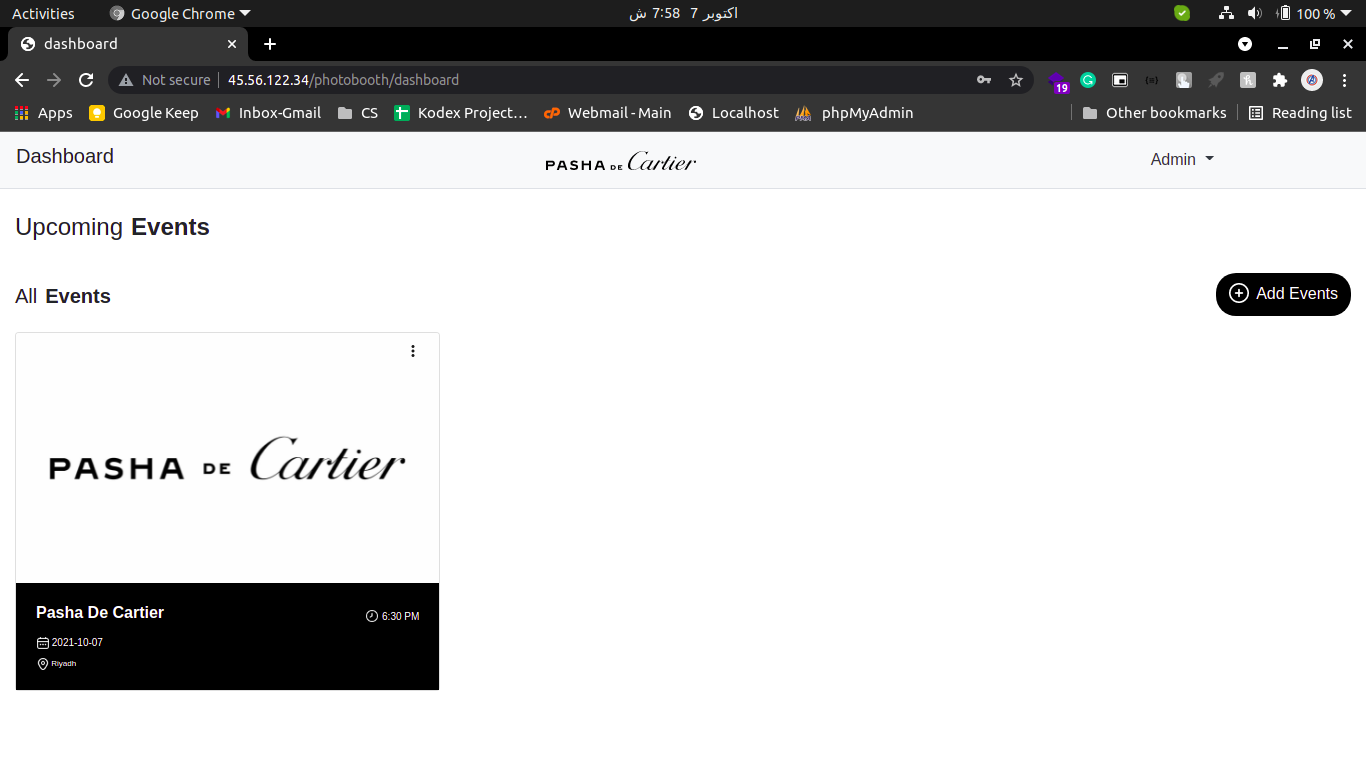 Activities Google Chrome اکتوبر 7 7:58 ش 100 %
dashboard
Not secure 45.56.122.34/photobooth/dashboard 19
Apps Google Keep Inbox-Gmail CS Kodex Project… Webmail - Main Localhost phpMyAdmin Other bookmarks Reading list
Dashboard PASHA DE Cartier Admin
Upcoming Events
All Events Add Events
PASHA DE Cartier
Pasha De Cartier 6:30 PM
2021-10-07
Riyadh